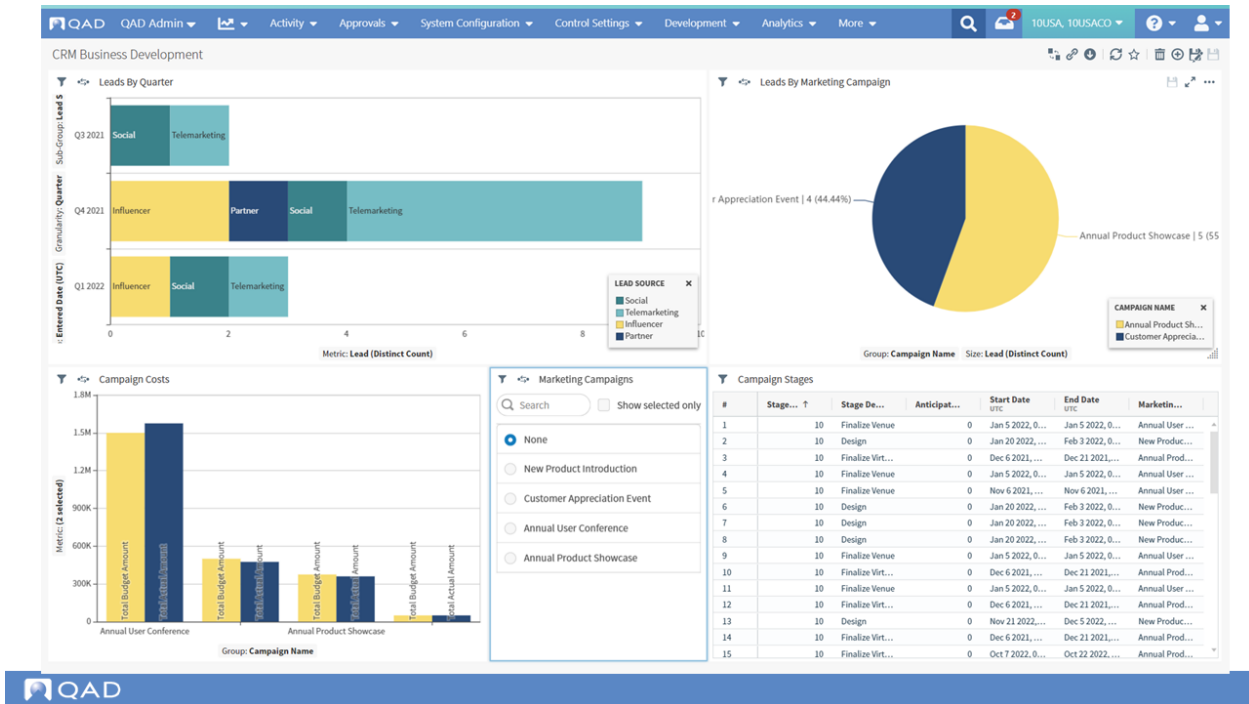 QAD QAD Admin Activity Approvals System Configuration Control Settings Development Analytics More 2 10USA, 10USACO
CRM Business Development
Leads By Quarter
Sub-Group: Lead S
Granularity: Quarter
Entered Date (UTC)
Q3 2021 Social Telemarketing
Q4 2021 Influencer Partner Social Telemarketing
Q1 2022 Influencer Social Telemarketing
LEAD SOURCE
Social
Telemarketing
Influencer
Partner
0 2 4 6 8
Metric: Lead (Distinct Count)
Leads By Marketing Campaign
r Appreciation Event | 4 (44.44%)
Annual Product Showcase | 5 (55
CAMPAIGN NAME
Annual Product Sh...
Customer Apprecia...
Group: Campaign Name Size: Lead (Distinct Count)
Campaign Costs
Metric: (2 selected)
1.8M
1.5M
1.2M
900K
600K
300K
0
Total Budget Amount Total Actual Amount Total Budget Amount Total Actual Amount Total Budget Amount Total Actual Amount Total Budget Amount Total Actual Amount
Annual User Conference Annual Product Showcase
Group: Campaign Name
Marketing Campaigns
Search Show selected only
None
New Product Introduction
Customer Appreciation Event
Annual User Conference
Annual Product Showcase
Campaign Stages
# Stage... ↑ Stage De... Anticipat... Start Date UTC End Date UTC Marketin...
1 10 Finalize Venue 0 Jan 5 2022, 0... Jan 5 2022, 0... Annual User ...
2 10 Design 0 Jan 20 2022, ... Feb 3 2022, 0... New Produc...
3 10 Finalize Virt... 0 Dec 6 2021, ... Dec 21 2021,... Annual Prod...
4 10 Finalize Venue 0 Jan 5 2022, 0... Jan 5 2022, 0... Annual User ...
5 10 Finalize Venue 0 Nov 6 2021, ... Nov 6 2021, ... Annual User ...
6 10 Design 0 Jan 20 2022, ... Feb 3 2022, 0... New Produc...
7 10 Design 0 Jan 20 2022, ... Feb 3 2022, 0... New Produc...
8 10 Design 0 Jan 20 2022, ... Feb 3 2022, 0... New Produc...
9 10 Finalize Venue 0 Jan 5 2022, 0... Jan 5 2022, 0... Annual User ...
10 10 Finalize Virt... 0 Dec 6 2021, ... Dec 21 2021,... Annual Prod...
11 10 Finalize Venue 0 Jan 5 2022, 0... Jan 5 2022, 0... Annual User ...
12 10 Finalize Virt... 0 Dec 6 2021, ... Dec 21 2021,... Annual Prod...
13 10 Design 0 Nov 21 2022,... Dec 5 2022, ... New Produc...
14 10 Finalize Virt... 0 Dec 6 2021, ... Dec 21 2021,... Annual Prod...
15 10 Finalize Virt... 0 Oct 7 2022, 0... Oct 22 2022, ... Annual Prod...
QAD